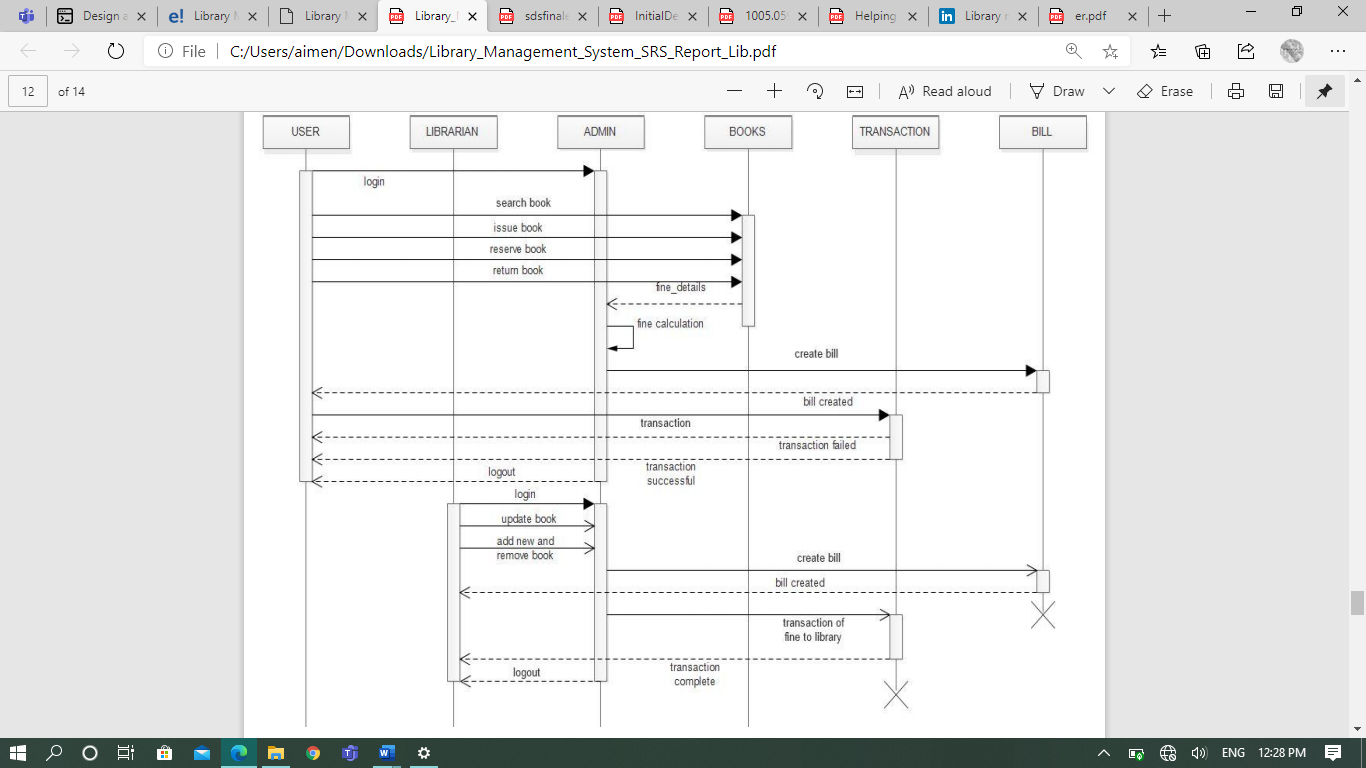 Design a
Library M
Library M
Library_
sdsfinal
InitialDe
1005.05
Helping
Library
er.pdf
File
C:/Users/aimen/Downloads/Library_Management_System_SRS_Report_Lib.pdf
12 of 14
Read aloud
Draw
Erase
USER
LIBRARIAN
ADMIN
BOOKS
TRANSACTION
BILL
login
search book
issue book
reserve book
return book
fine_details
fine calculation
create bill
bill created
transaction
transaction failed
transaction
successful
logout
login
update book
add new and
remove book
create bill
bill created
transaction of
fine to library
transaction
complete
logout
ENG
12:28 PM